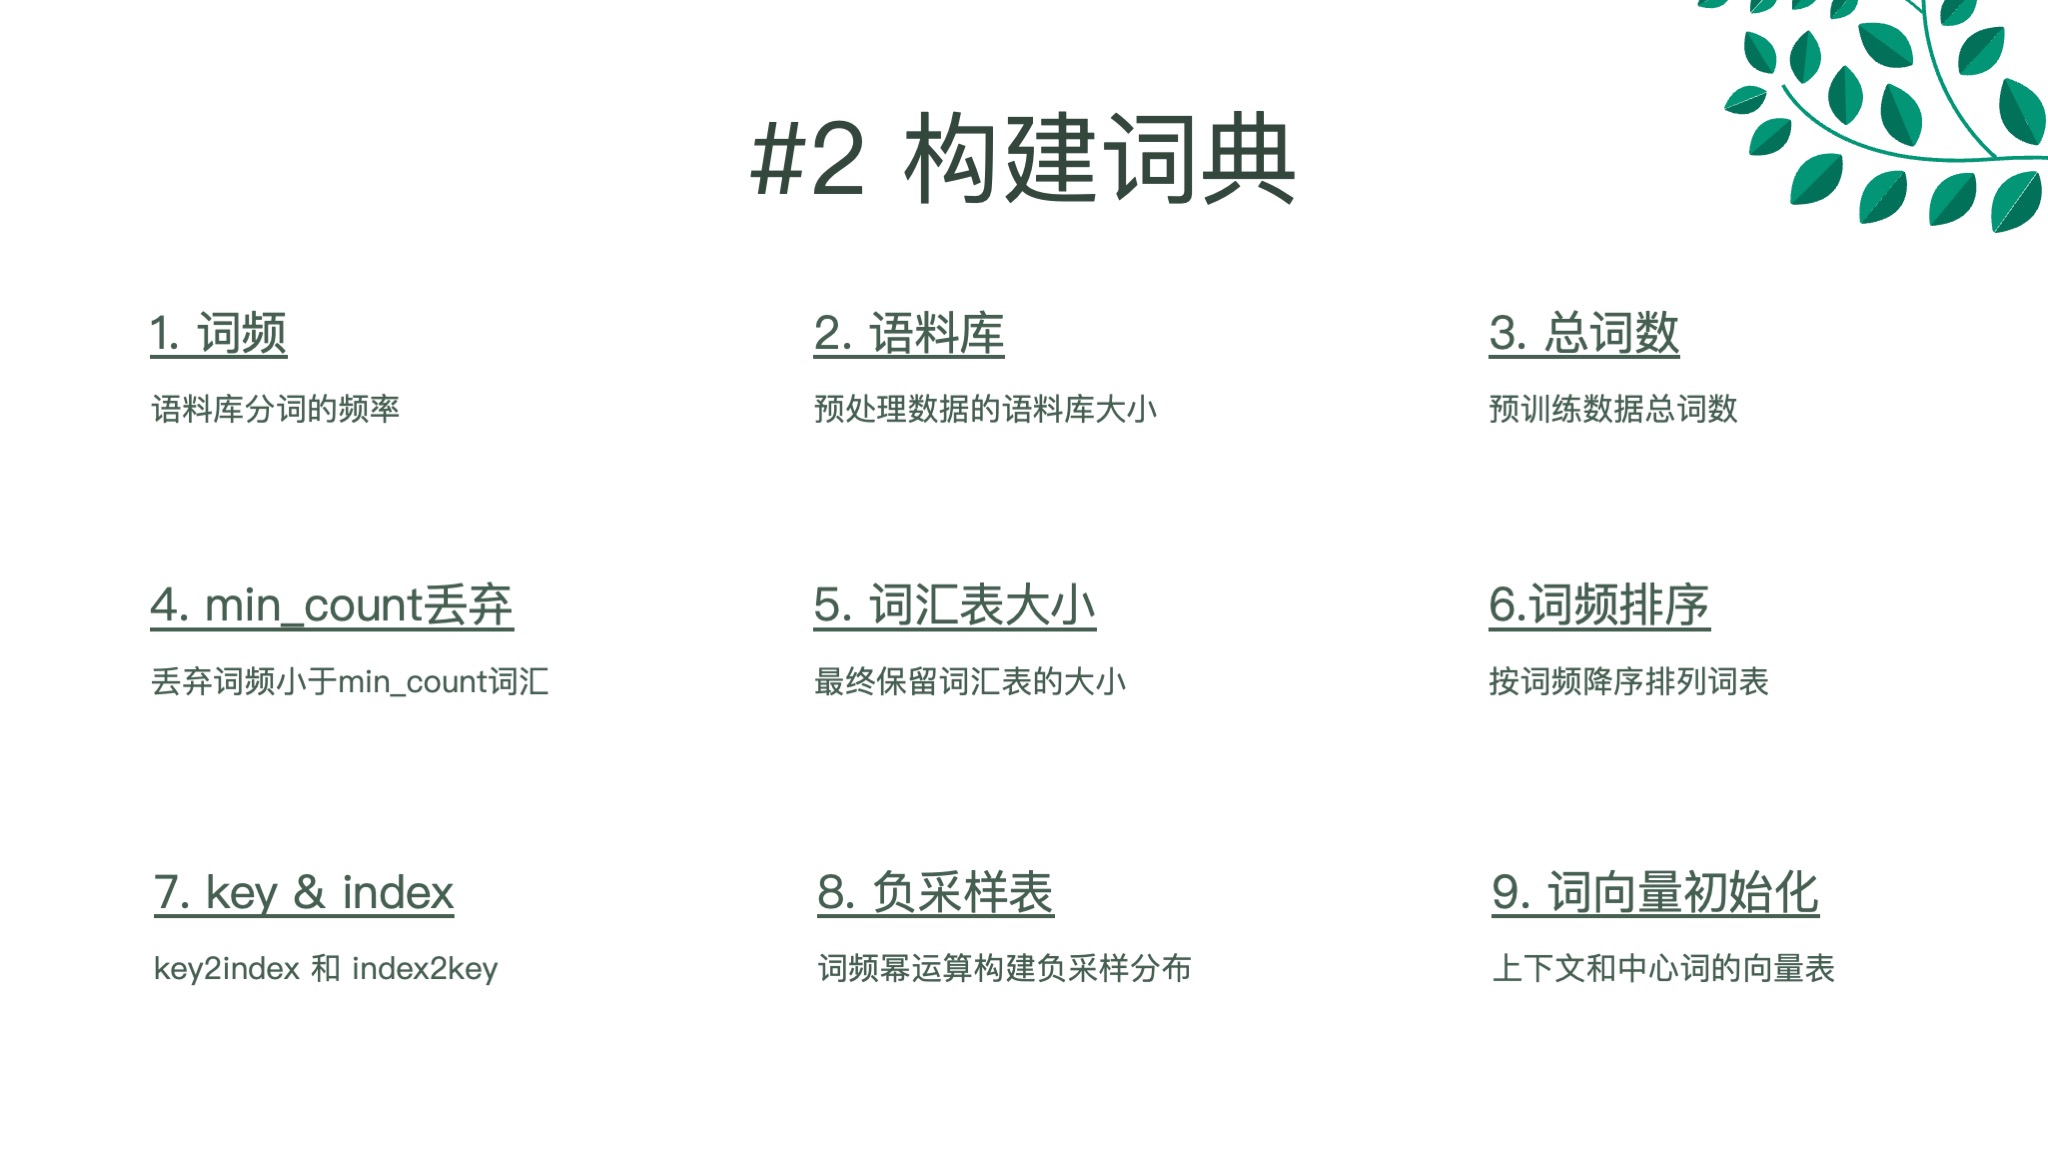 #2 构建词典
1. 词频
语料库分词的频率
2. 语料库
预处理数据的语料库大小
3. 总词数
预训练数据总词数
4. min_count丢弃
丢弃词频小于min_count词汇
5. 词汇表大小
最终保留词汇表的大小
6.词频排序
按词频降序排列词表
7. key & index
key2index 和 index2key
8. 负采样表
词频幂运算构建负采样分布
9. 词向量初始化
上下文和中心词的向量表